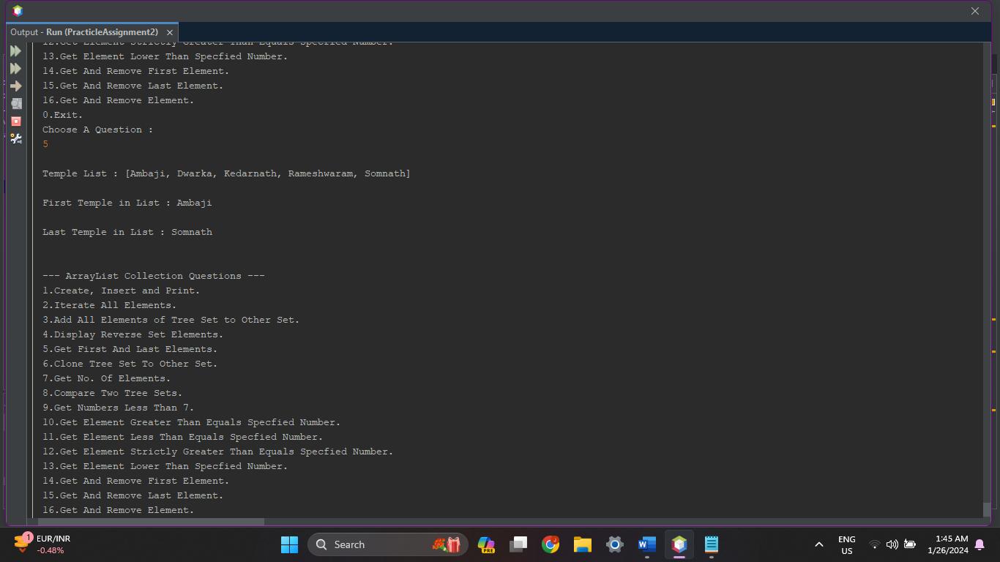 Output - Run (PracticleAssignment2) ×
12.Get Element Strictly Greater Than Equals Specfied Number.
13.Get Element Lower Than Specfied Number.
14.Get And Remove First Element.
15.Get And Remove Last Element.
16.Get And Remove Element.
0.Exit.
Choose A Question :
5
Temple List : [Ambaji, Dwarka, Kedarnath, Rameshwaram, Somnath]
First Temple in List : Ambaji
Last Temple in List : Somnath
--- ArrayList Collection Questions ---
1.Create, Insert and Print.
2.Iterate All Elements.
3.Add All Elements of Tree Set to Other Set.
4.Display Reverse Set Elements.
5.Get First And Last Elements.
6.Clone Tree Set To Other Set.
7.Get No. Of Elements.
8.Compare Two Tree Sets.
9.Get Numbers Less Than 7.
10.Get Element Greater Than Equals Specfied Number.
11.Get Element Less Than Equals Specfied Number.
12.Get Element Strictly Greater Than Equals Specfied Number.
13.Get Element Lower Than Specfied Number.
14.Get And Remove First Element.
15.Get And Remove Last Element.
16.Get And Remove Element.
1
EUR/INR
-0.48%
Search
PRE
W
ENG
US
1:45 AM
1/26/2024